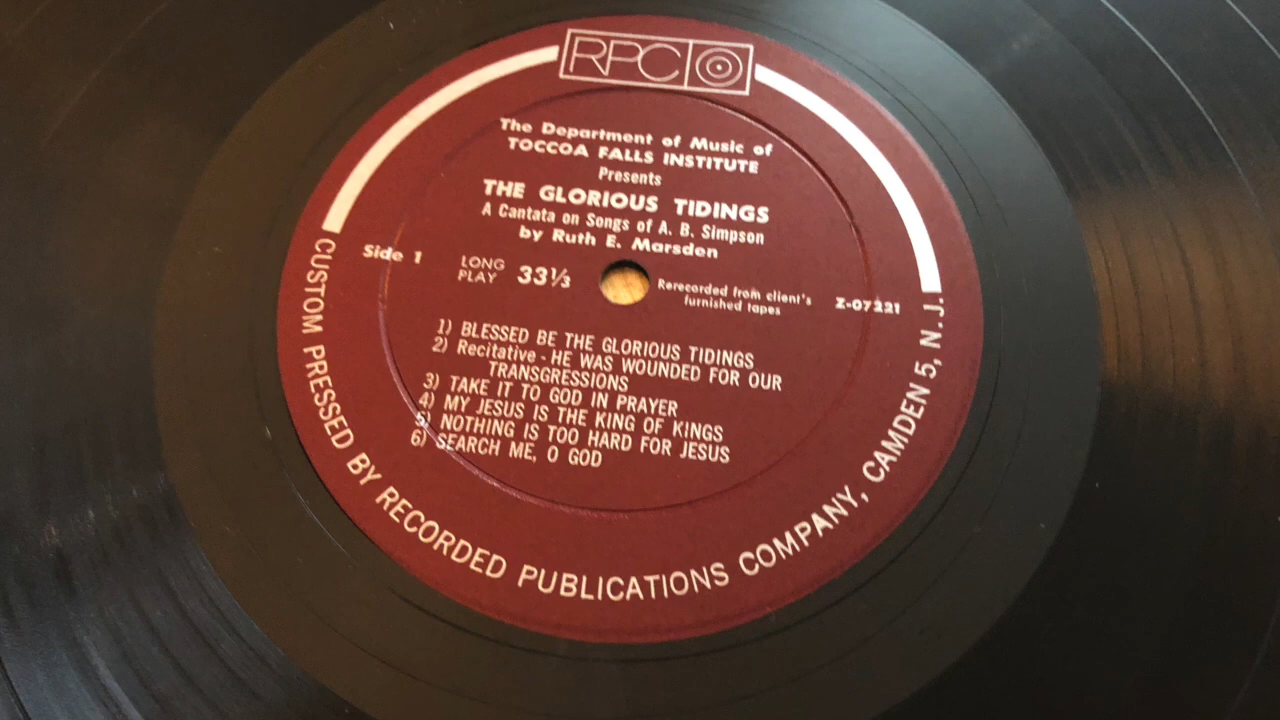 RPC
The Department of Music of
TOCCOA FALLS INSTITUTE
Presents
THE GLORIOUS TIDINGS
A Cantata on Songs of A. B. Simpson
by Ruth E. Marsden
Side 1
LONG
PLAY
33⅓
Rerecorded from client's
furnished tapes
Z-07221
1) BLESSED BE THE GLORIOUS TIDINGS
2) Recitative - HE WAS WOUNDED FOR OUR
TRANSGRESSIONS
3) TAKE IT TO GOD IN PRAYER
4) MY JESUS IS THE KING OF KINGS
5) NOTHING IS TOO HARD FOR JESUS
6) SEARCH ME, O GOD
CUSTOM PRESSED BY RECORDED PUBLICATIONS COMPANY, CAMDEN 5, N. J.